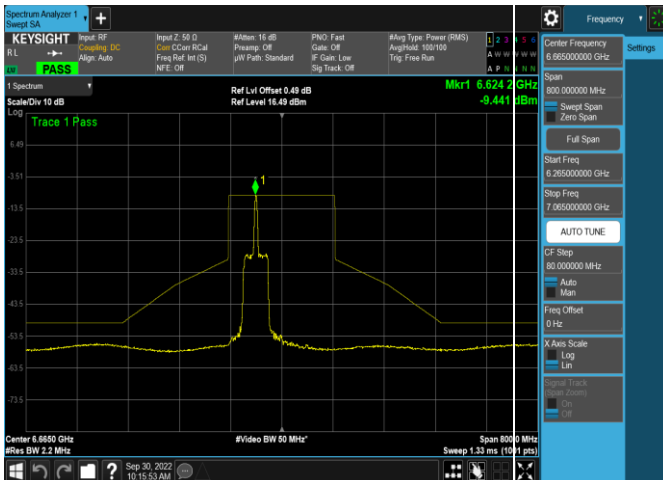 Spectrum Analyzer 1
Swept SA
Frequency
KEYSIGHT
R L
LV
PASS
Input: RF
Coupling: DC
Align: Auto
Input Z: 50 Ω
Corr CCorr RCal
Freq Ref: Int (S)
NFE: Off
#Atten: 16 dB
Preamp: Off
µW Path: Standard
PNO: Fast
Gate: Off
IF Gain: Low
Sig Track: Off
#Avg Type: Power (RMS)
Avg|Hold: 100/100
Trig: Free Run
1 2 3 4 5 6
A W W W W W
A P N N N N
1 Spectrum
Scale/Div 10 dB
Log
Ref Lvl Offset 0.49 dB
Ref Level 16.49 dBm
Mkr1 6.624 2 GHz
-9.441 dBm
Trace 1 Pass
1
6.49
-3.51
-13.5
-23.5
-33.5
-43.5
-53.5
-63.5
-73.5
Center 6.6650 GHz
#Res BW 2.2 MHz
#Video BW 50 MHz*
Span 800.0 MHz
Sweep 1.33 ms (1001 pts)
Sep 30, 2022
10:15:53 AM
Settings
Center Frequency
6.665000000 GHz
Span
800.000000 MHz
Swept Span
Zero Span
Full Span
Start Freq
6.265000000 GHz
Stop Freq
7.065000000 GHz
AUTO TUNE
CF Step
80.000000 MHz
Auto
Man
Freq Offset
0 Hz
X Axis Scale
Log
Lin
Signal Track
(Span Zoom)
On
Off